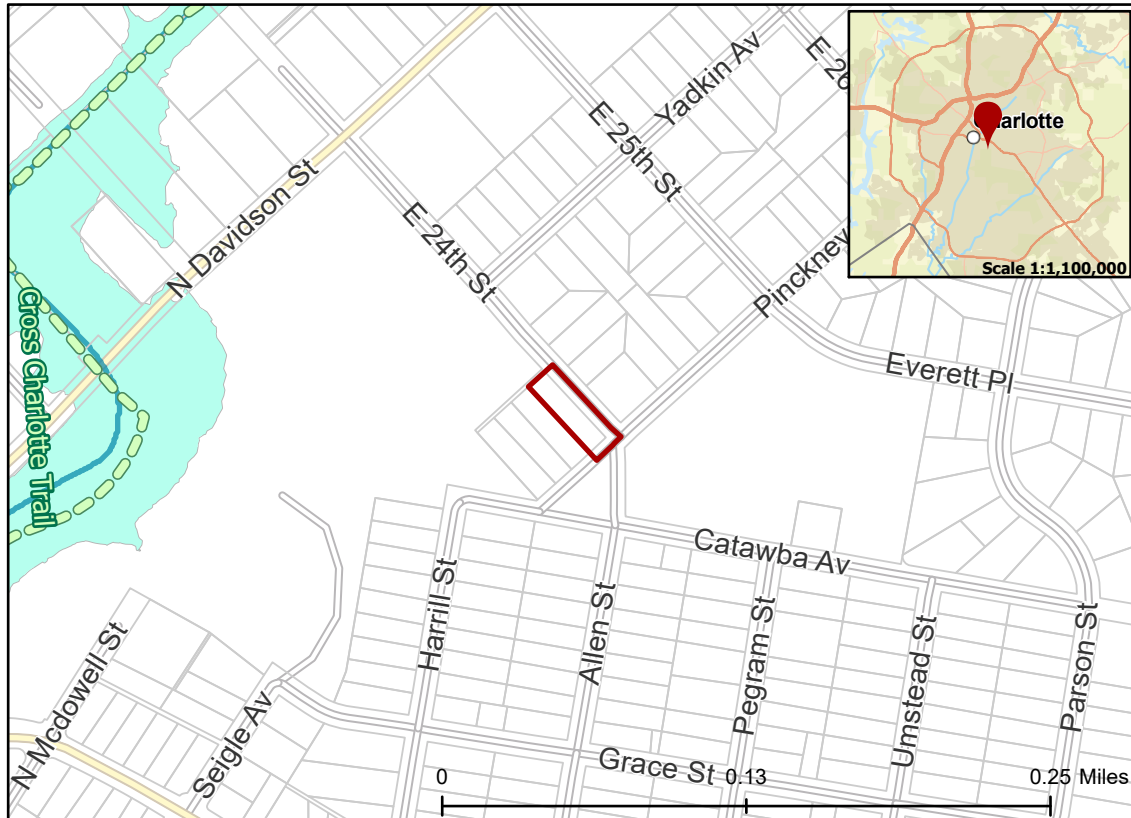 Yadkin Av
E 26
Charlotte
Scale 1:1,100,000
E 25th St
N Davidson St
E 24th St
Pinckney
Cross Charlotte Trail
Everett Pl
Catawba Av
Harrill St
Allen St
Pegram St
Umstead St
Parson St
N Mcdowell St
Seigle Av
Grace St
0 0.13 0.25 Miles